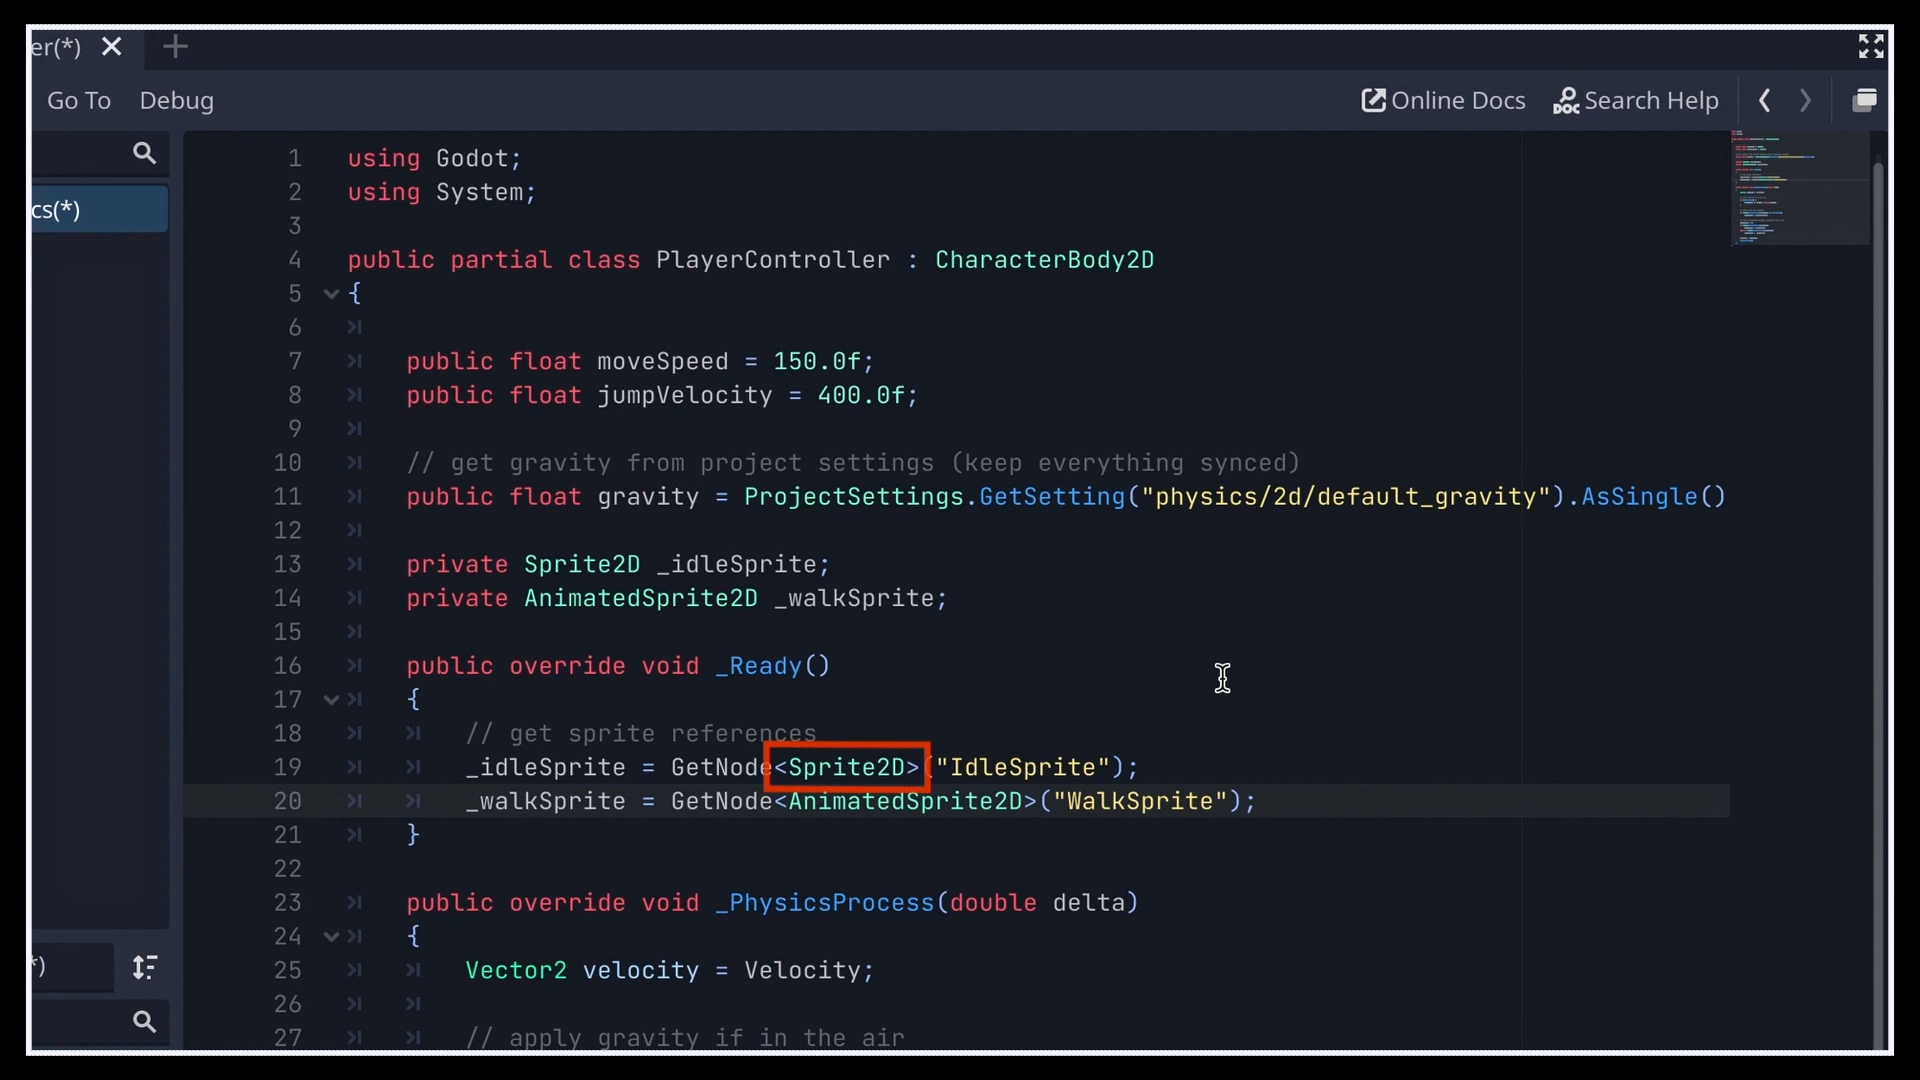 er(*)
Go To Debug Online Docs Search Help
cs(*)
1 using Godot;
2 using System;
3
4 public partial class PlayerController : CharacterBody2D
5 {
6
7 public float moveSpeed = 150.0f;
8 public float jumpVelocity = 400.0f;
9
10 // get gravity from project settings (keep everything synced)
11 public float gravity = ProjectSettings.GetSetting("physics/2d/default_gravity").AsSingle()
12
13 private Sprite2D _idleSprite;
14 private AnimatedSprite2D _walkSprite;
15
16 public override void _Ready()
17 {
18 // get sprite references
19 _idleSprite = GetNode<Sprite2D>("IdleSprite");
20 _walkSprite = GetNode<AnimatedSprite2D>("WalkSprite");
21 }
22
23 public override void _PhysicsProcess(double delta)
24 {
25 Vector2 velocity = Velocity;
26
27 // apply gravity if in the air
*)